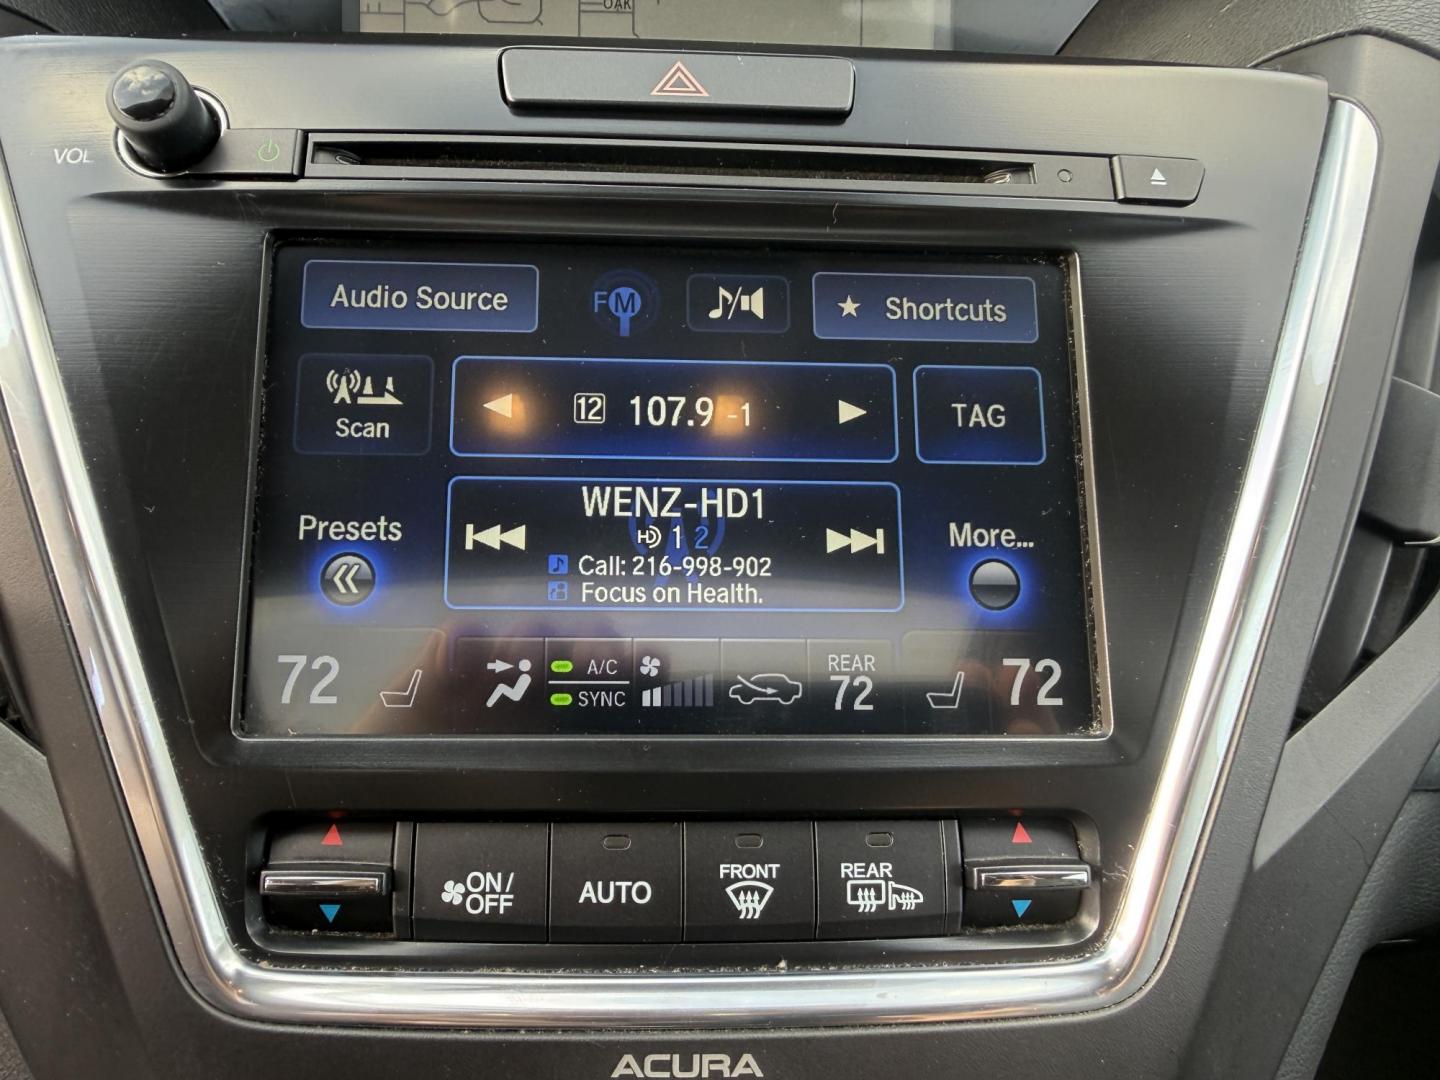 OAK
VOL
Audio Source
FM
Shortcuts
Scan
12 107.9 -1
TAG
WENZ-HD1
HD 1 2
Presets
More...
Call: 216-998-902
Focus on Health.
72
A/C
SYNC
REAR
72
72
ON/
OFF
AUTO
FRONT
REAR
ACURA